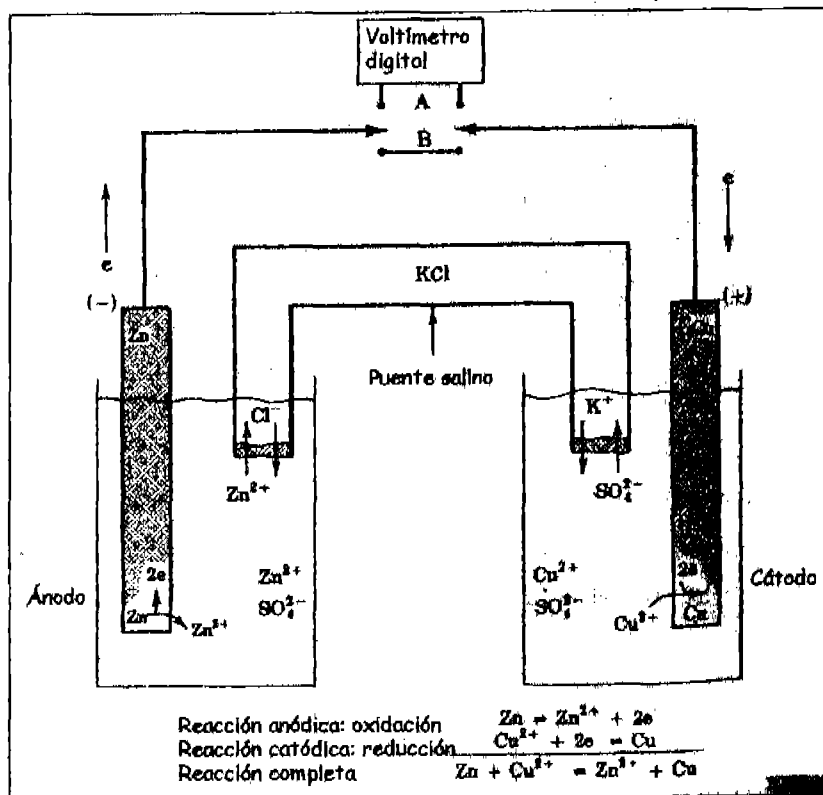 Voltímetro
digital
A
B
e
e
(-)
(+)
KCl
Zn
Puente salino
Cl⁻
K⁺
Zn²⁺
SO₄²⁻
Ánodo
Cátodo
2e
Zn²⁺
Cu²⁺
2e
SO₄²⁻
SO₄²⁻
Zn
Zn²⁺
Cu²⁺
Cu
Reacción anódica: oxidación Zn = Zn²⁺ + 2e
Reacción catódica: reducción Cu²⁺ + 2e = Cu
Reacción completa Zn + Cu²⁺ = Zn²⁺ + Cu